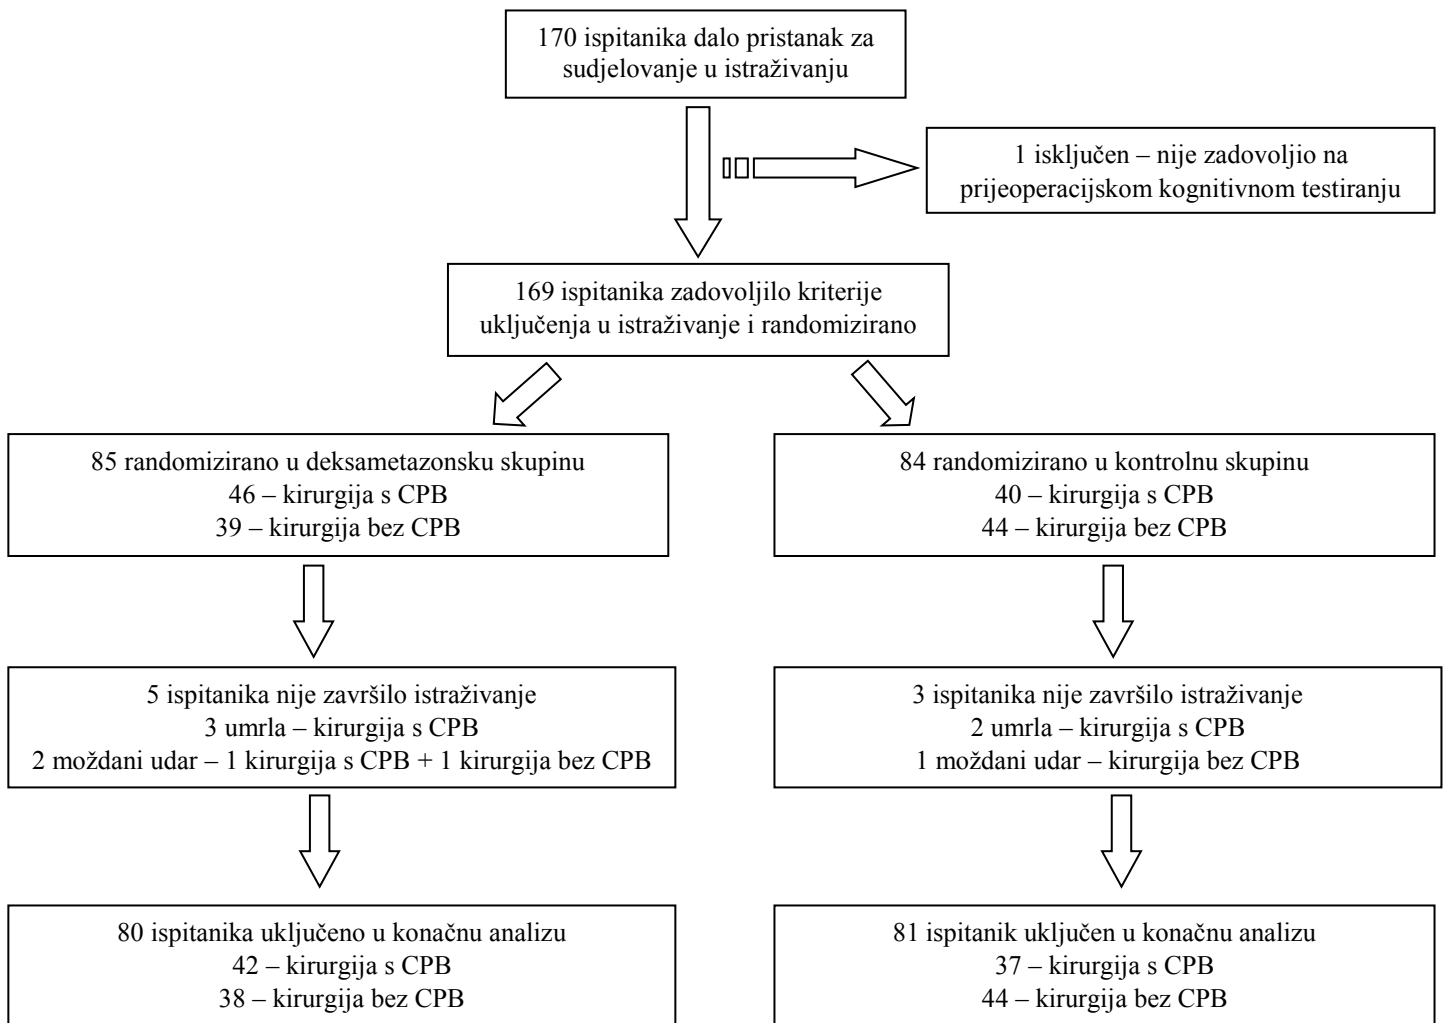 170 ispitanika dalo pristanak za
sudjelovanje u istraživanju
1 isključen – nije zadovoljio na
prijeoperacijskom kognitivnom testiranju
169 ispitanika zadovoljilo kriterije
uključenja u istraživanje i randomizirano
85 randomizirano u deksametazonsku skupinu
46 – kirurgija s CPB
39 – kirurgija bez CPB
84 randomizirano u kontrolnu skupinu
40 – kirurgija s CPB
44 – kirurgija bez CPB
5 ispitanika nije završilo istraživanje
3 umrla – kirurgija s CPB
2 moždani udar – 1 kirurgija s CPB + 1 kirurgija bez CPB
3 ispitanika nije završilo istraživanje
2 umrla – kirurgija s CPB
1 moždani udar – kirurgija bez CPB
80 ispitanika uključeno u konačnu analizu
42 – kirurgija s CPB
38 – kirurgija bez CPB
81 ispitanik uključen u konačnu analizu
37 – kirurgija s CPB
44 – kirurgija bez CPB